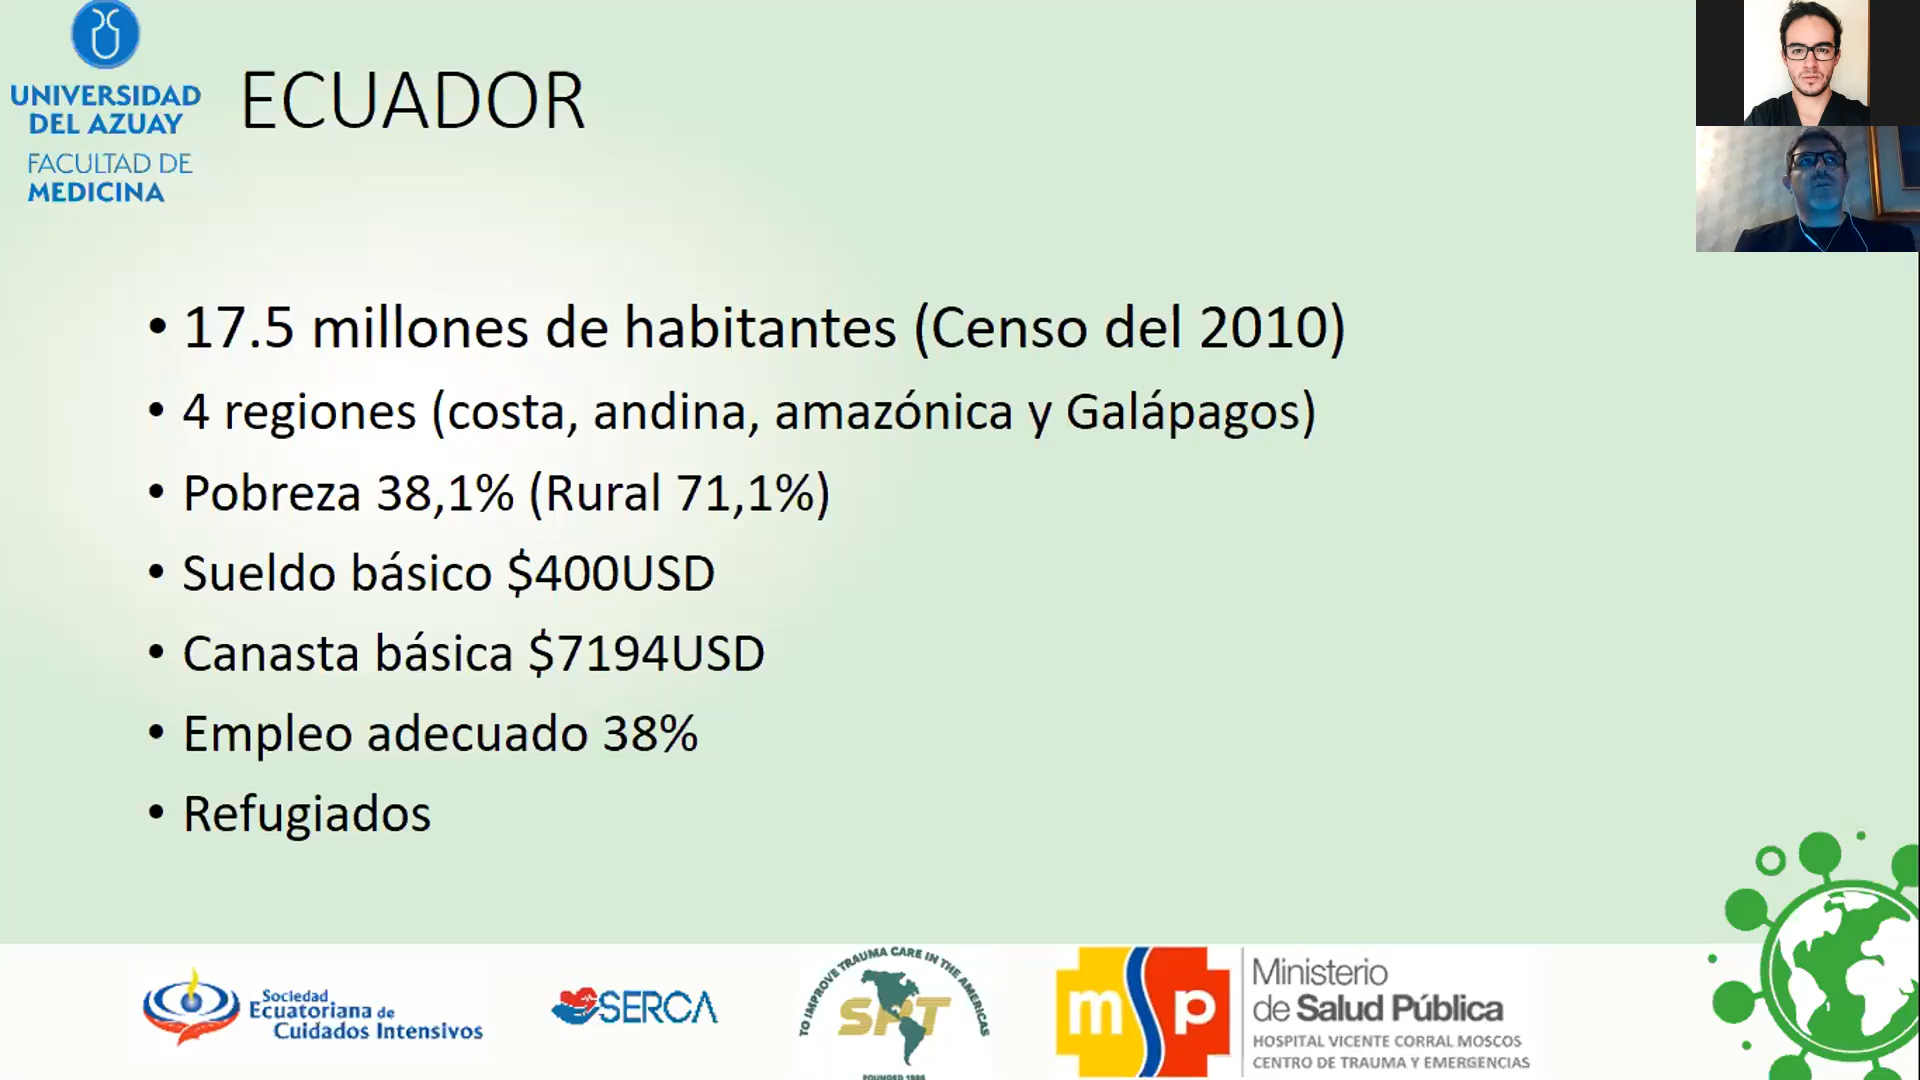 UNIVERSIDAD
DEL AZUAY
FACULTAD DE
MEDICINA
ECUADOR
• 17.5 millones de habitantes (Censo del 2010)
• 4 regiones (costa, andina, amazónica y Galápagos)
• Pobreza 38,1% (Rural 71,1%)
• Sueldo básico $400USD
• Canasta básica $7194USD
• Empleo adecuado 38%
• Refugiados
Sociedad
Ecuatoriana de
Cuidados Intensivos
SERCA
TO IMPROVE TRAUMA CARE IN THE AMERICAS
SPT
FOUNDED 1986
msp
Ministerio
de Salud Pública
HOSPITAL VICENTE CORRAL MOSCOS
CENTRO DE TRAUMA Y EMERGENCIAS